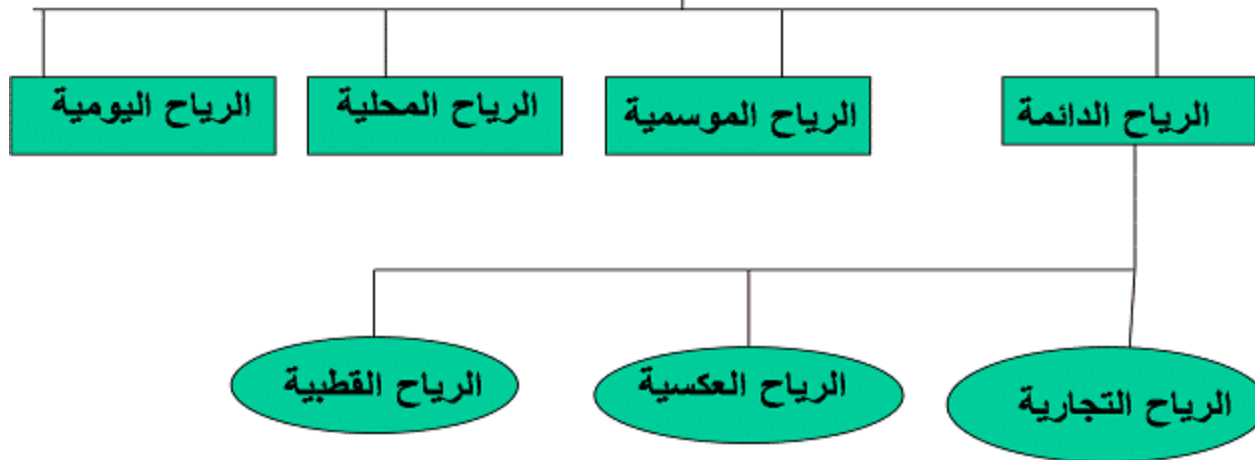 الرياح الدائمة
الرياح الموسمية
الرياح المحلية
الرياح اليومية
الرياح التجارية
الرياح العكسية
الرياح القطبية